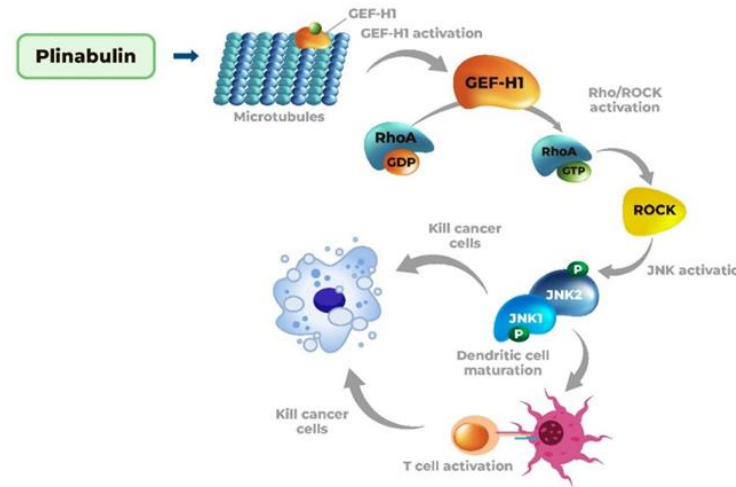 GEF-H1
GEF-H1 activation
Plinabulin
Microtubules
GEF-H1
Rho/ROCK
activation
RhoA
GDP
RhoA
GTP
ROCK
Kill cancer
cells
JNK activatio
P
JNK2
JNK1
P
Dendritic cell
maturation
Kill cancer
cells
T cell activation